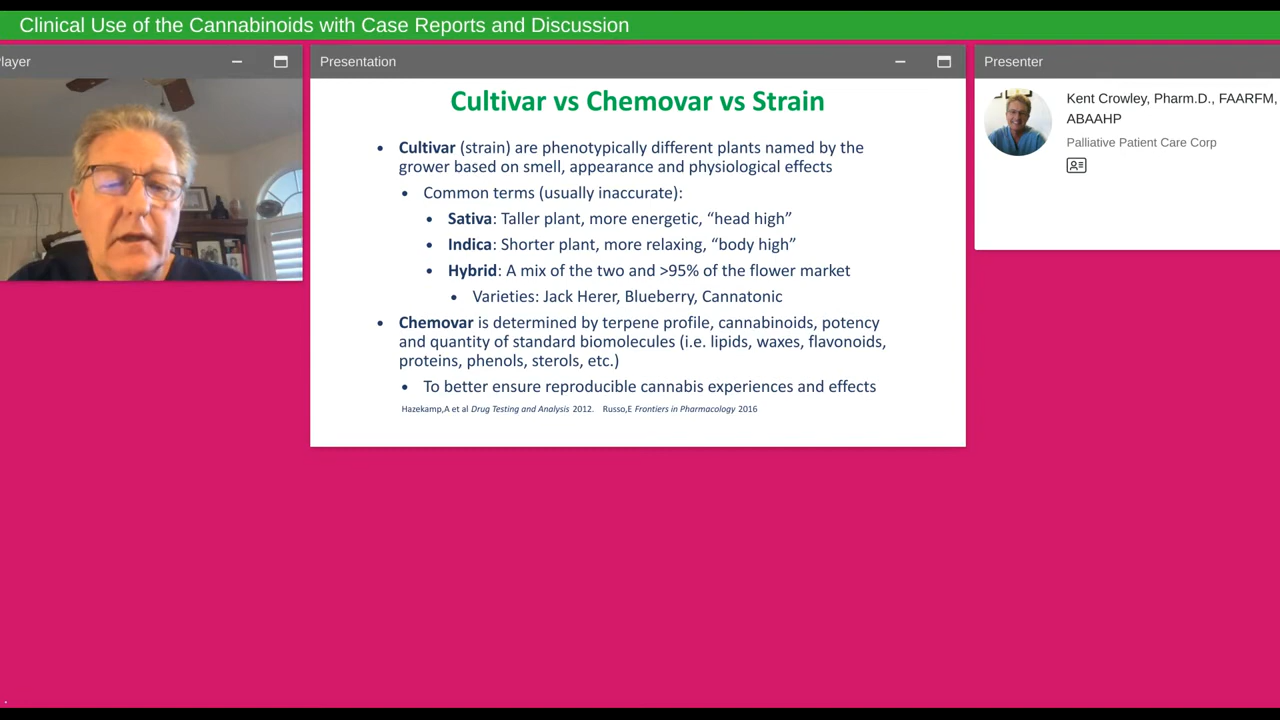 Clinical Use of the Cannabinoids with Case Reports and Discussion
layer
Presentation
Presenter
Cultivar vs Chemovar vs Strain
• Cultivar (strain) are phenotypically different plants named by the
grower based on smell, appearance and physiological effects
• Common terms (usually inaccurate):
• Sativa: Taller plant, more energetic, “head high”
• Indica: Shorter plant, more relaxing, “body high”
• Hybrid: A mix of the two and >95% of the flower market
• Varieties: Jack Herer, Blueberry, Cannatonic
• Chemovar is determined by terpene profile, cannabinoids, potency
and quantity of standard biomolecules (i.e. lipids, waxes, flavonoids,
proteins, phenols, sterols, etc.)
• To better ensure reproducible cannabis experiences and effects
Hazekamp,A et al Drug Testing and Analysis 2012. Russo,E Frontiers in Pharmacology 2016
Kent Crowley, Pharm.D., FAARFM,
ABAAHP
Palliative Patient Care Corp